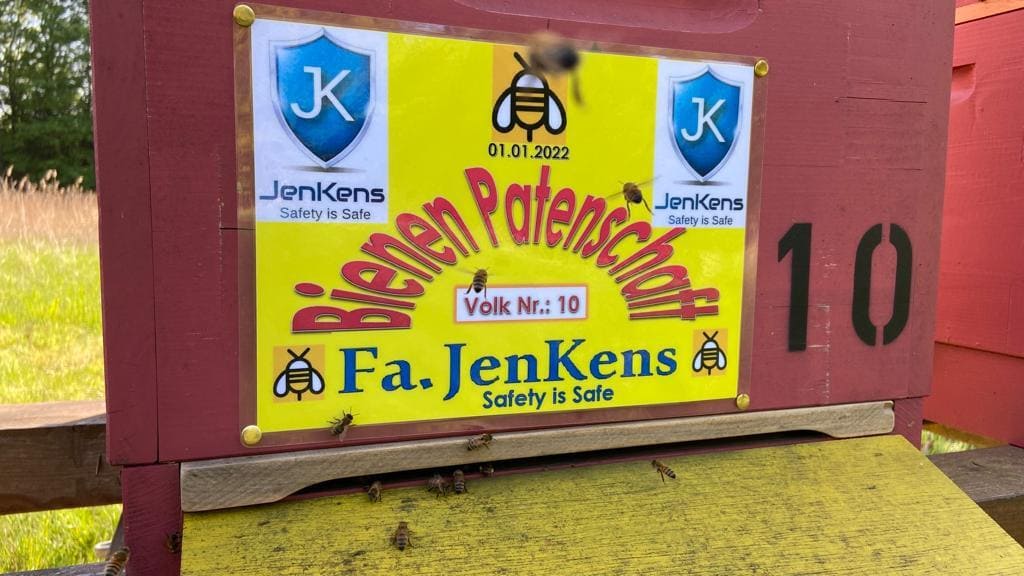 JK
JenKens
Safety is Safe
01.01.2022
JK
JenKens
Safety is Safe
Bienen Patenschaft
Volk Nr.: 10
Fa. JenKens
Safety is Safe
10